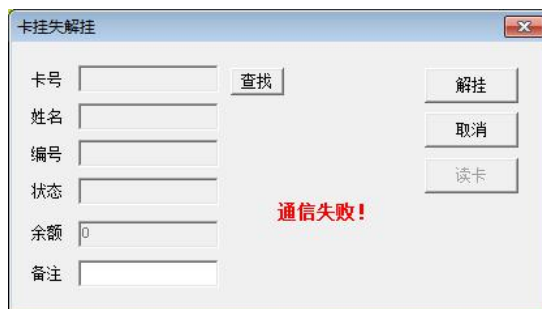 卡挂失解挂
卡号 查找 解挂
姓名 取消
编号 读卡
状态
通信失败!
余额 0
备注